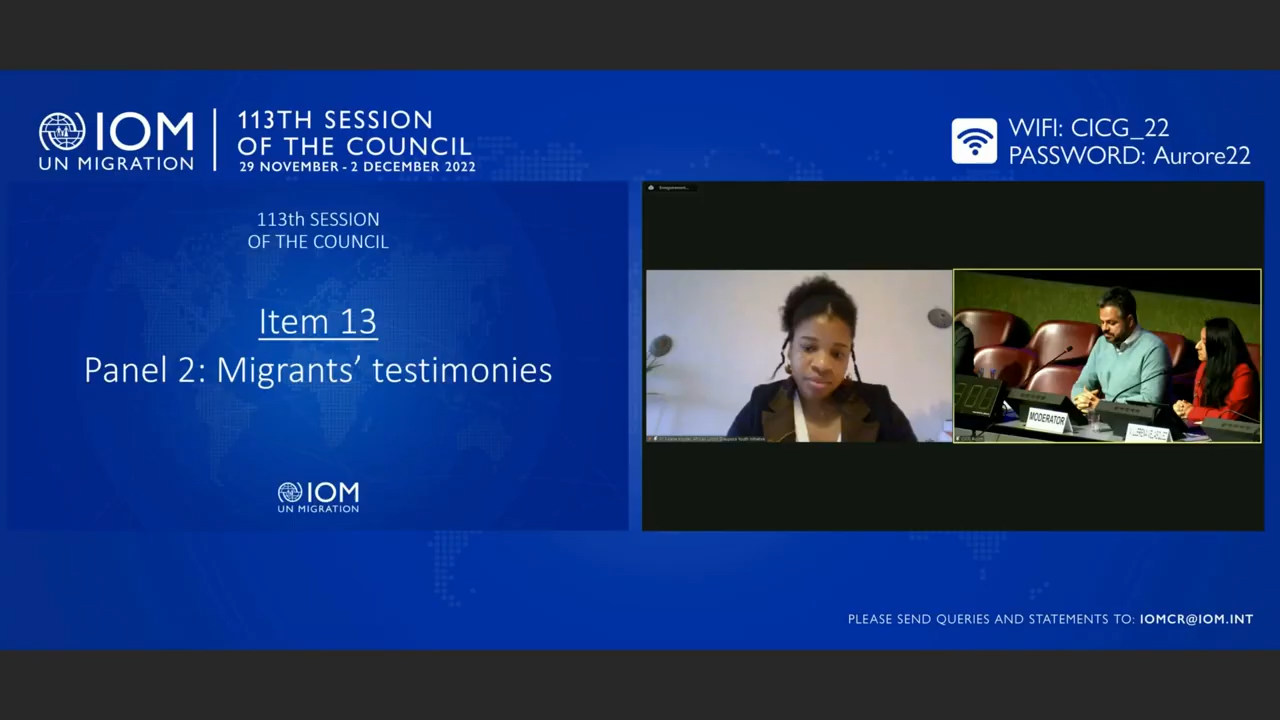 IOM
UN MIGRATION
113TH SESSION
OF THE COUNCIL
29 NOVEMBER - 2 DECEMBER 2022
WIFI: CICG_22
PASSWORD: Aurore22
113th SESSION
OF THE COUNCIL
Item 13
Panel 2: Migrants’ testimonies
IOM
UN MIGRATION
MODERATOR
PLEASE SEND QUERIES AND STATEMENTS TO: IOMCR@IOM.INT